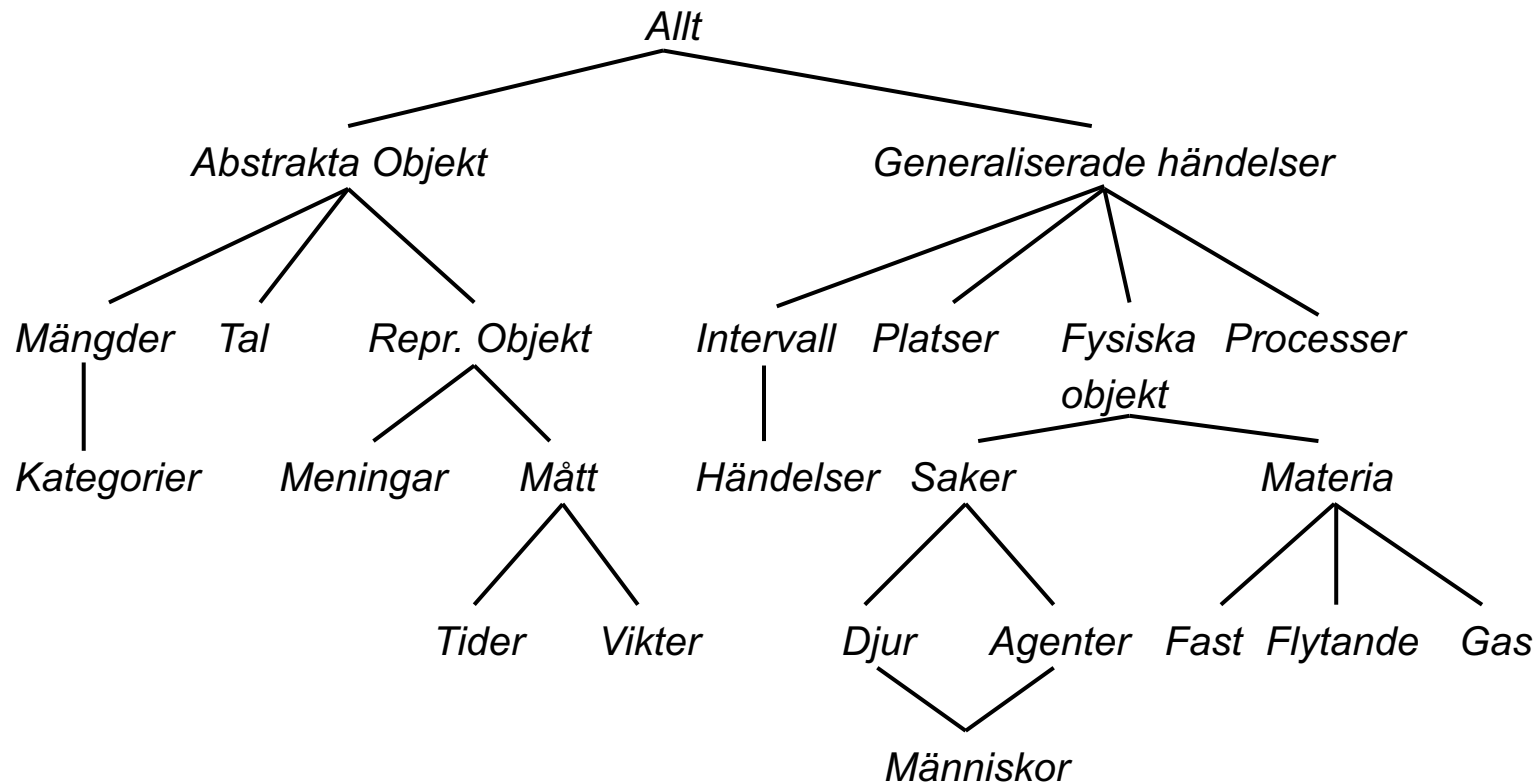 Allt
Abstrakta Objekt
Generaliserade händelser
Mängder
Tal
Repr. Objekt
Intervall
Platser
Fysiska
objekt
Processer
Kategorier
Meningar
Mått
Händelser
Saker
Materia
Tider
Vikter
Djur
Agenter
Fast
Flytande
Gas
Människor